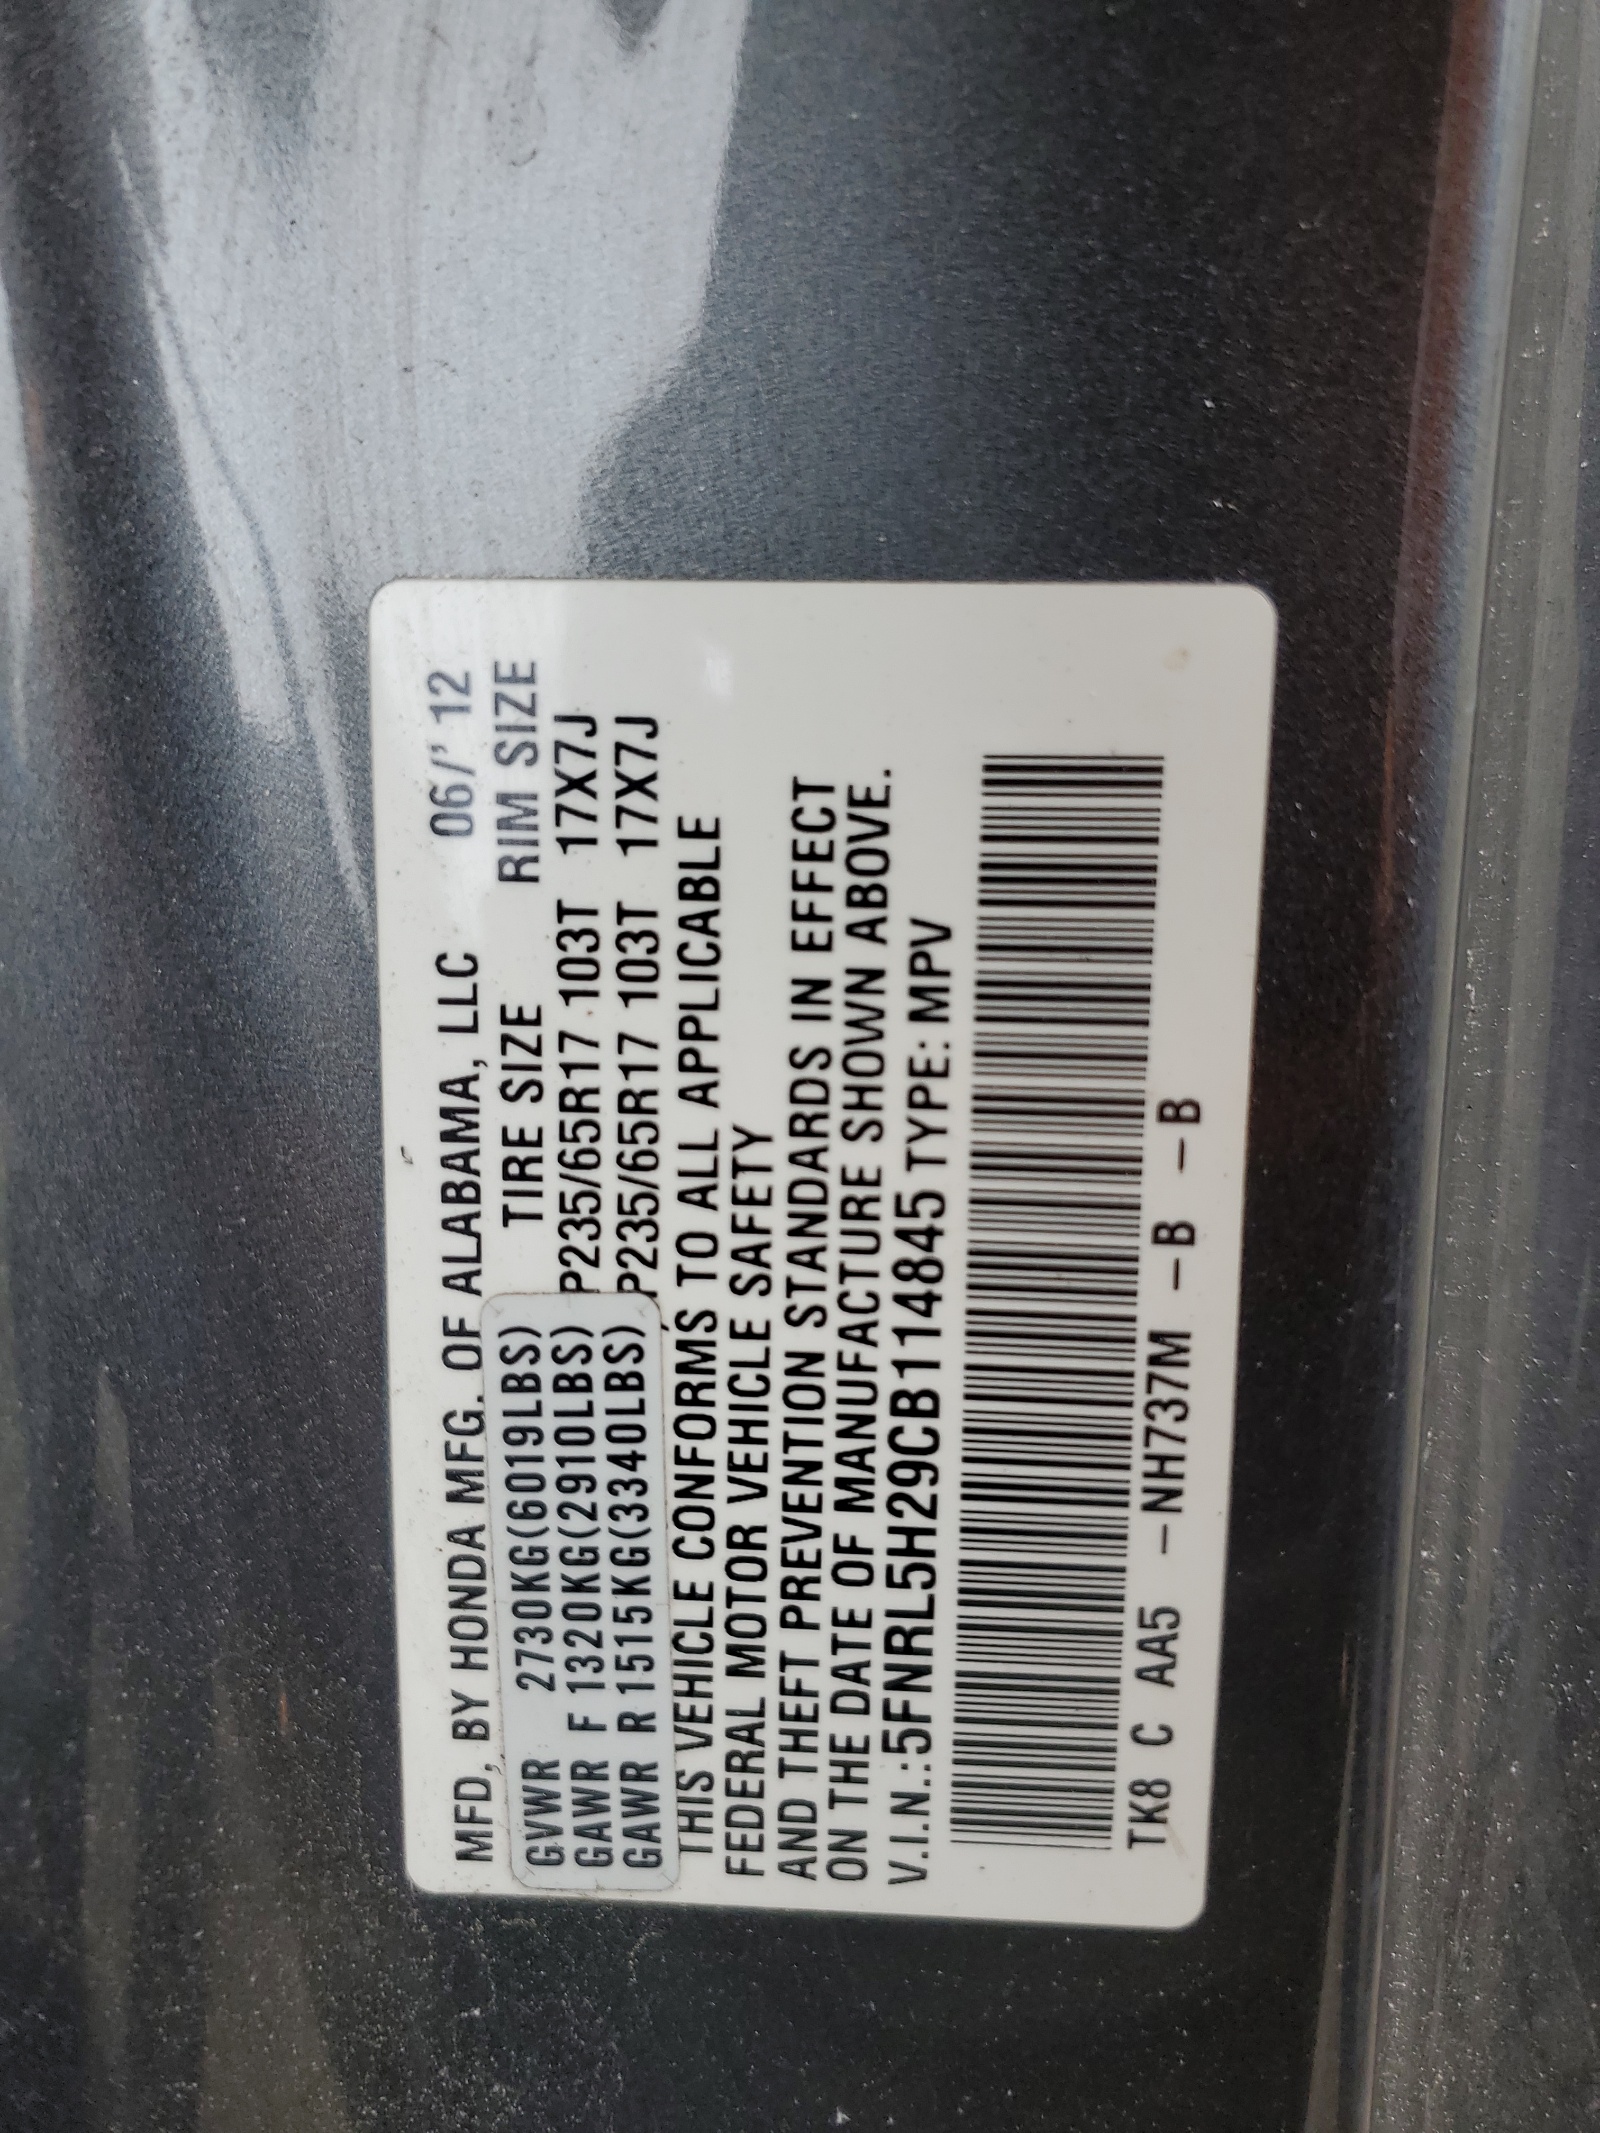 MFD. BY HONDA MFG. OF ALABAMA, LLC 06/'12
TIRE SIZE RIM SIZE
GVWR 2730KG(6019LBS)
GAWR F 1320KG(2910LBS) P235/65R17 103T 17X7J
GAWR R 1515KG(3340LBS) P235/65R17 103T 17X7J
THIS VEHICLE CONFORMS TO ALL APPLICABLE
FEDERAL MOTOR VEHICLE SAFETY
AND THEFT PREVENTION STANDARDS IN EFFECT
ON THE DATE OF MANUFACTURE SHOWN ABOVE.
V.I.N.:5FNRL5H29CB114845 TYPE: MPV
TK8 C AA5 -NH737M -B -B